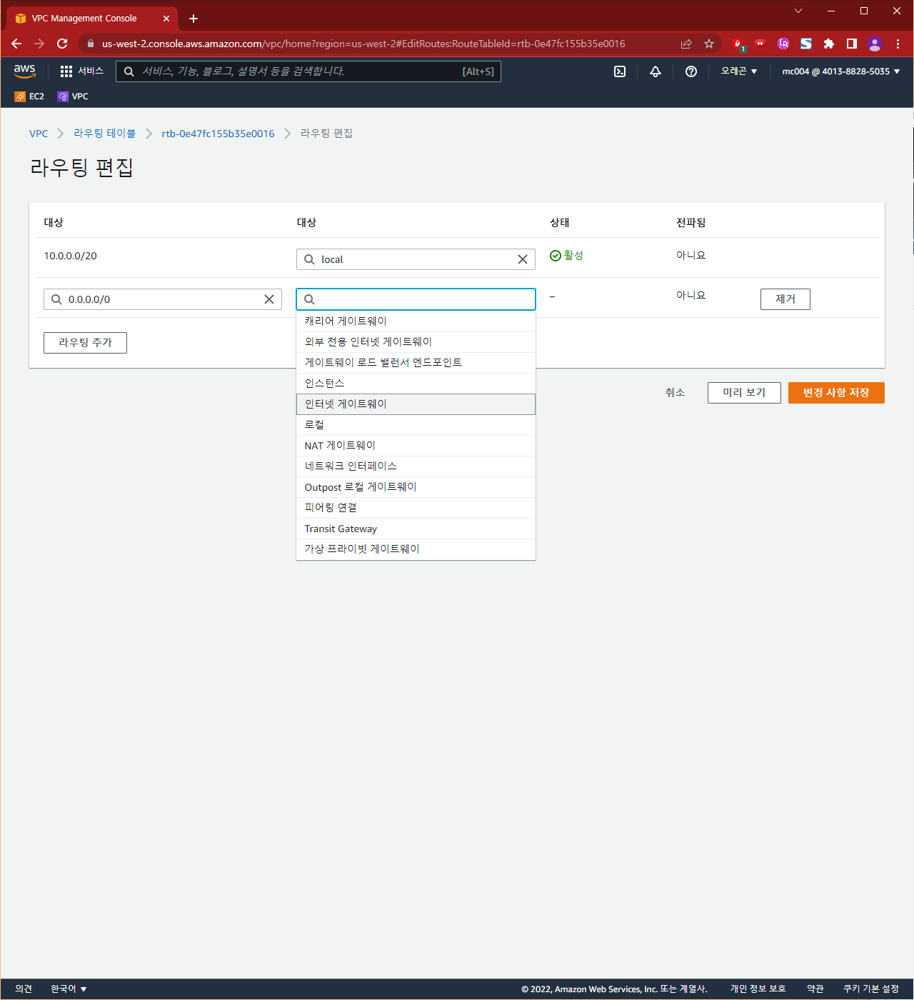 VPC Management Console
us-west-2.console.aws.amazon.com/vpc/home?region=us-west-2#EditRoutes:RouteTableId=rtb-0e47fc155b35e0016
1
aws 서비스 서비스, 기능, 블로그, 설명서 등을 검색합니다. [Alt+S] 오레곤 mc004 @ 4013-8828-5035
EC2 VPC
VPC 라우팅 테이블 rtb-0e47fc155b35e0016 라우팅 편집
라우팅 편집
대상 대상 상태 전파됨
10.0.0.0/20 local 활성 아니요
0.0.0.0/0 – 아니요 제거
캐리어 게이트웨이
외부 전용 인터넷 게이트웨이
라우팅 추가
게이트웨이 로드 밸런서 엔드포인트
인스턴스
취소 미리 보기 변경 사항 저장
인터넷 게이트웨이
로컬
NAT 게이트웨이
네트워크 인터페이스
Outpost 로컬 게이트웨이
피어링 연결
Transit Gateway
가상 프라이빗 게이트웨이
의견 한국어 © 2022, Amazon Web Services, Inc. 또는 계열사. 개인 정보 보호 약관 쿠키 기본 설정